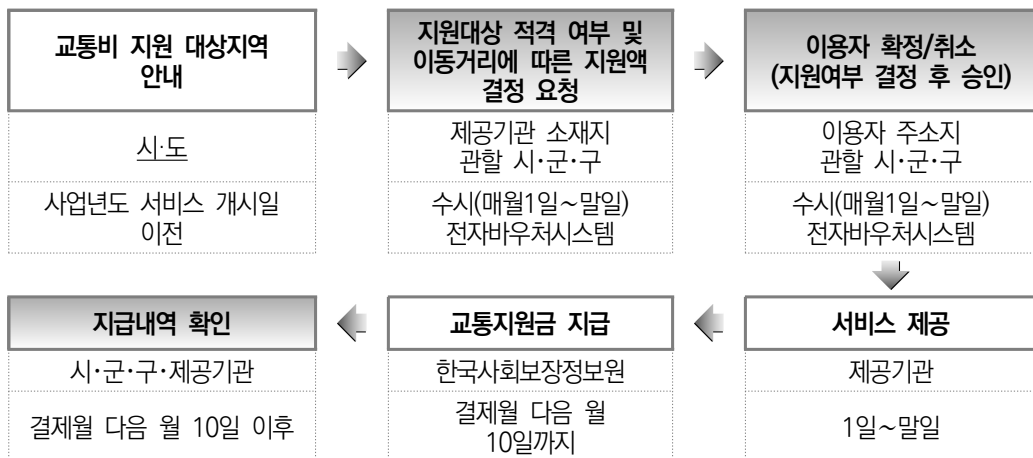 교통비 지원 대상지역
안내
시·도
사업년도 서비스 개시일
이전
지원대상 적격 여부 및
이동거리에 따른 지원액
결정 요청
제공기관 소재지
관할 시·군·구
수시(매월1일~말일)
전자바우처시스템
이용자 확정/취소
(지원여부 결정 후 승인)
이용자 주소지
관할 시·군·구
수시(매월1일~말일)
전자바우처시스템
서비스 제공
제공기관
1일~말일
교통지원금 지급
한국사회보장정보원
결제월 다음 월
10일까지
지급내역 확인
시·군·구·제공기관
결제월 다음 월 10일 이후